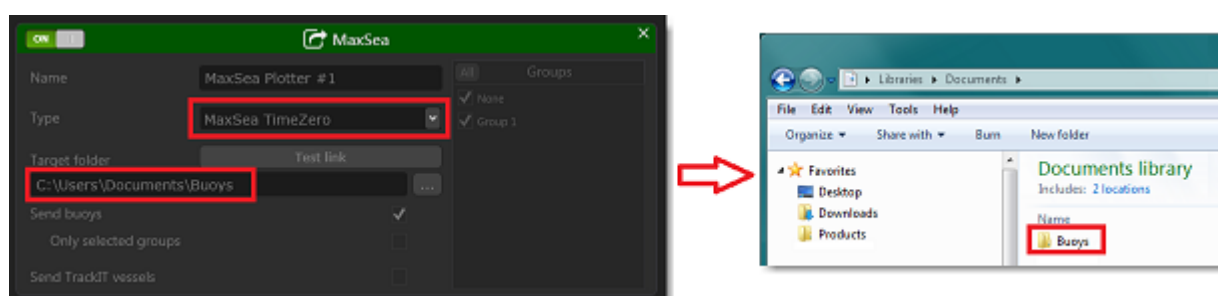 ON
MaxSea
×
Name
MaxSea Plotter #1
Type
MaxSea TimeZero
Target folder
Test link
C:\Users\Documents\Buoys
...
Send buoys
Only selected groups
Send TrackIT vessels
All
Groups
None
Group 1
Libraries
Documents
File Edit View Tools Help
Organize Share with Burn New folder
Favorites
Desktop
Downloads
Products
Documents library
Includes: 2 locations
Name
Buoys